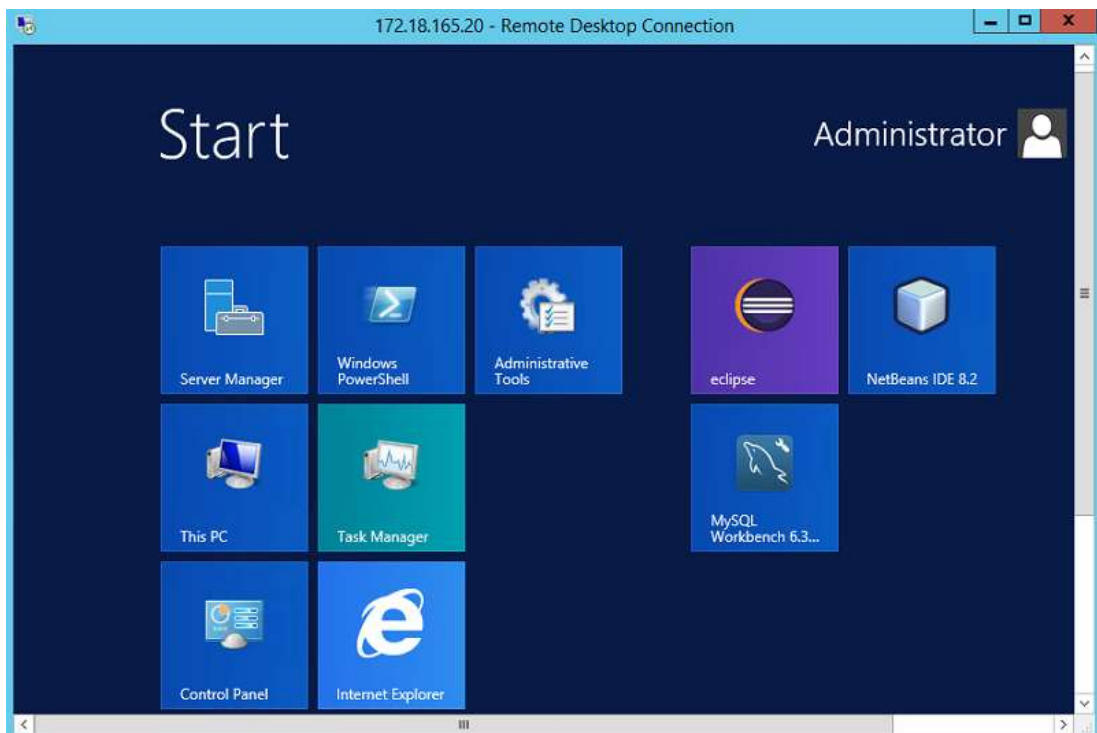 172.18.165.20 - Remote Desktop Connection
Start
Administrator
Server Manager
Windows
PowerShell
Administrative
Tools
eclipse
NetBeans IDE 8.2
This PC
Task Manager
MySQL
Workbench 6.3...
Control Panel
Internet Explorer